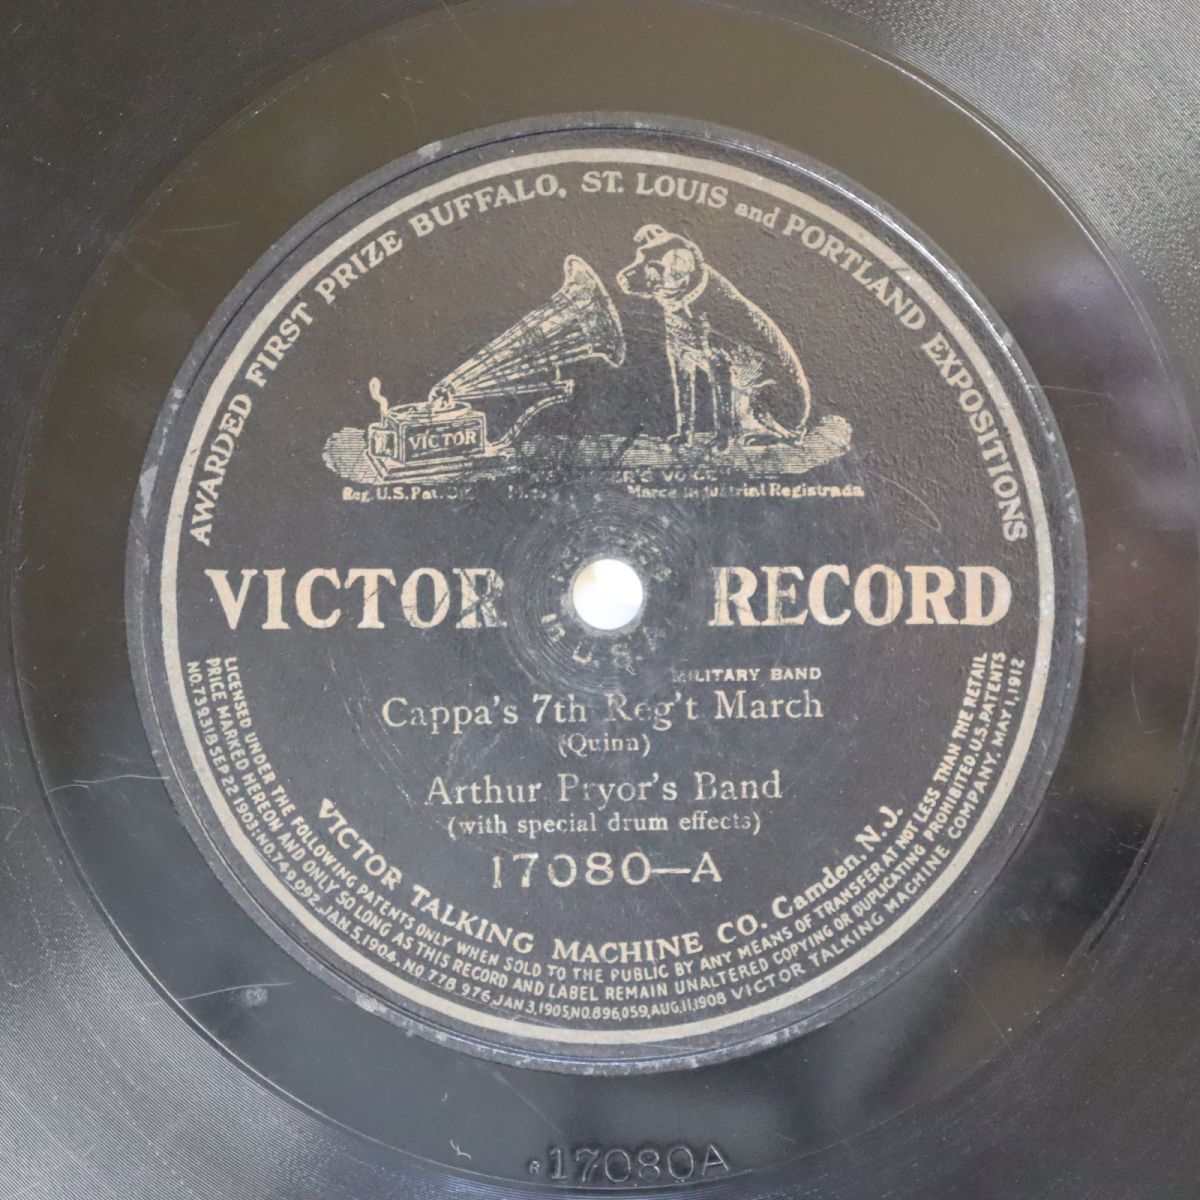 AWARDED FIRST PRIZE BUFFALO, ST. LOUIS and PORTLAND EXPOSITIONS
VICTOR
Reg. U.S. Pat. Marca Industrial Registrada
VICTOR RECORD
MILITARY BAND
Cappa's 7th Reg't March
(Quinn)
Arthur Pryor's Band
(with special drum effects)
17080-A
VICTOR TALKING MACHINE CO. Camden, N.J.
LICENSED UNDER THE FOLLOWING PATENTS ONLY WHEN SOLD TO THE PUBLIC BY ANY MEANS OF TRANSFER AT NOT LESS THAN THE RETAIL
PRICE MARKED HEREON AND ONLY SO LONG AS THIS RECORD AND LABEL REMAIN UNALTERED COPYING OR DUPLICATING PROHIBITED. U.S. PATENTS
NO. 739318 SEP 22 1903: NO. 749,092. JAN. 5, 1904. NO 778 976, JAN 3, 1905, NO. 896,059, AUG. 11, 1908 VICTOR TALKING MACHINE COMPANY. MAY 1, 1912
R 17080A